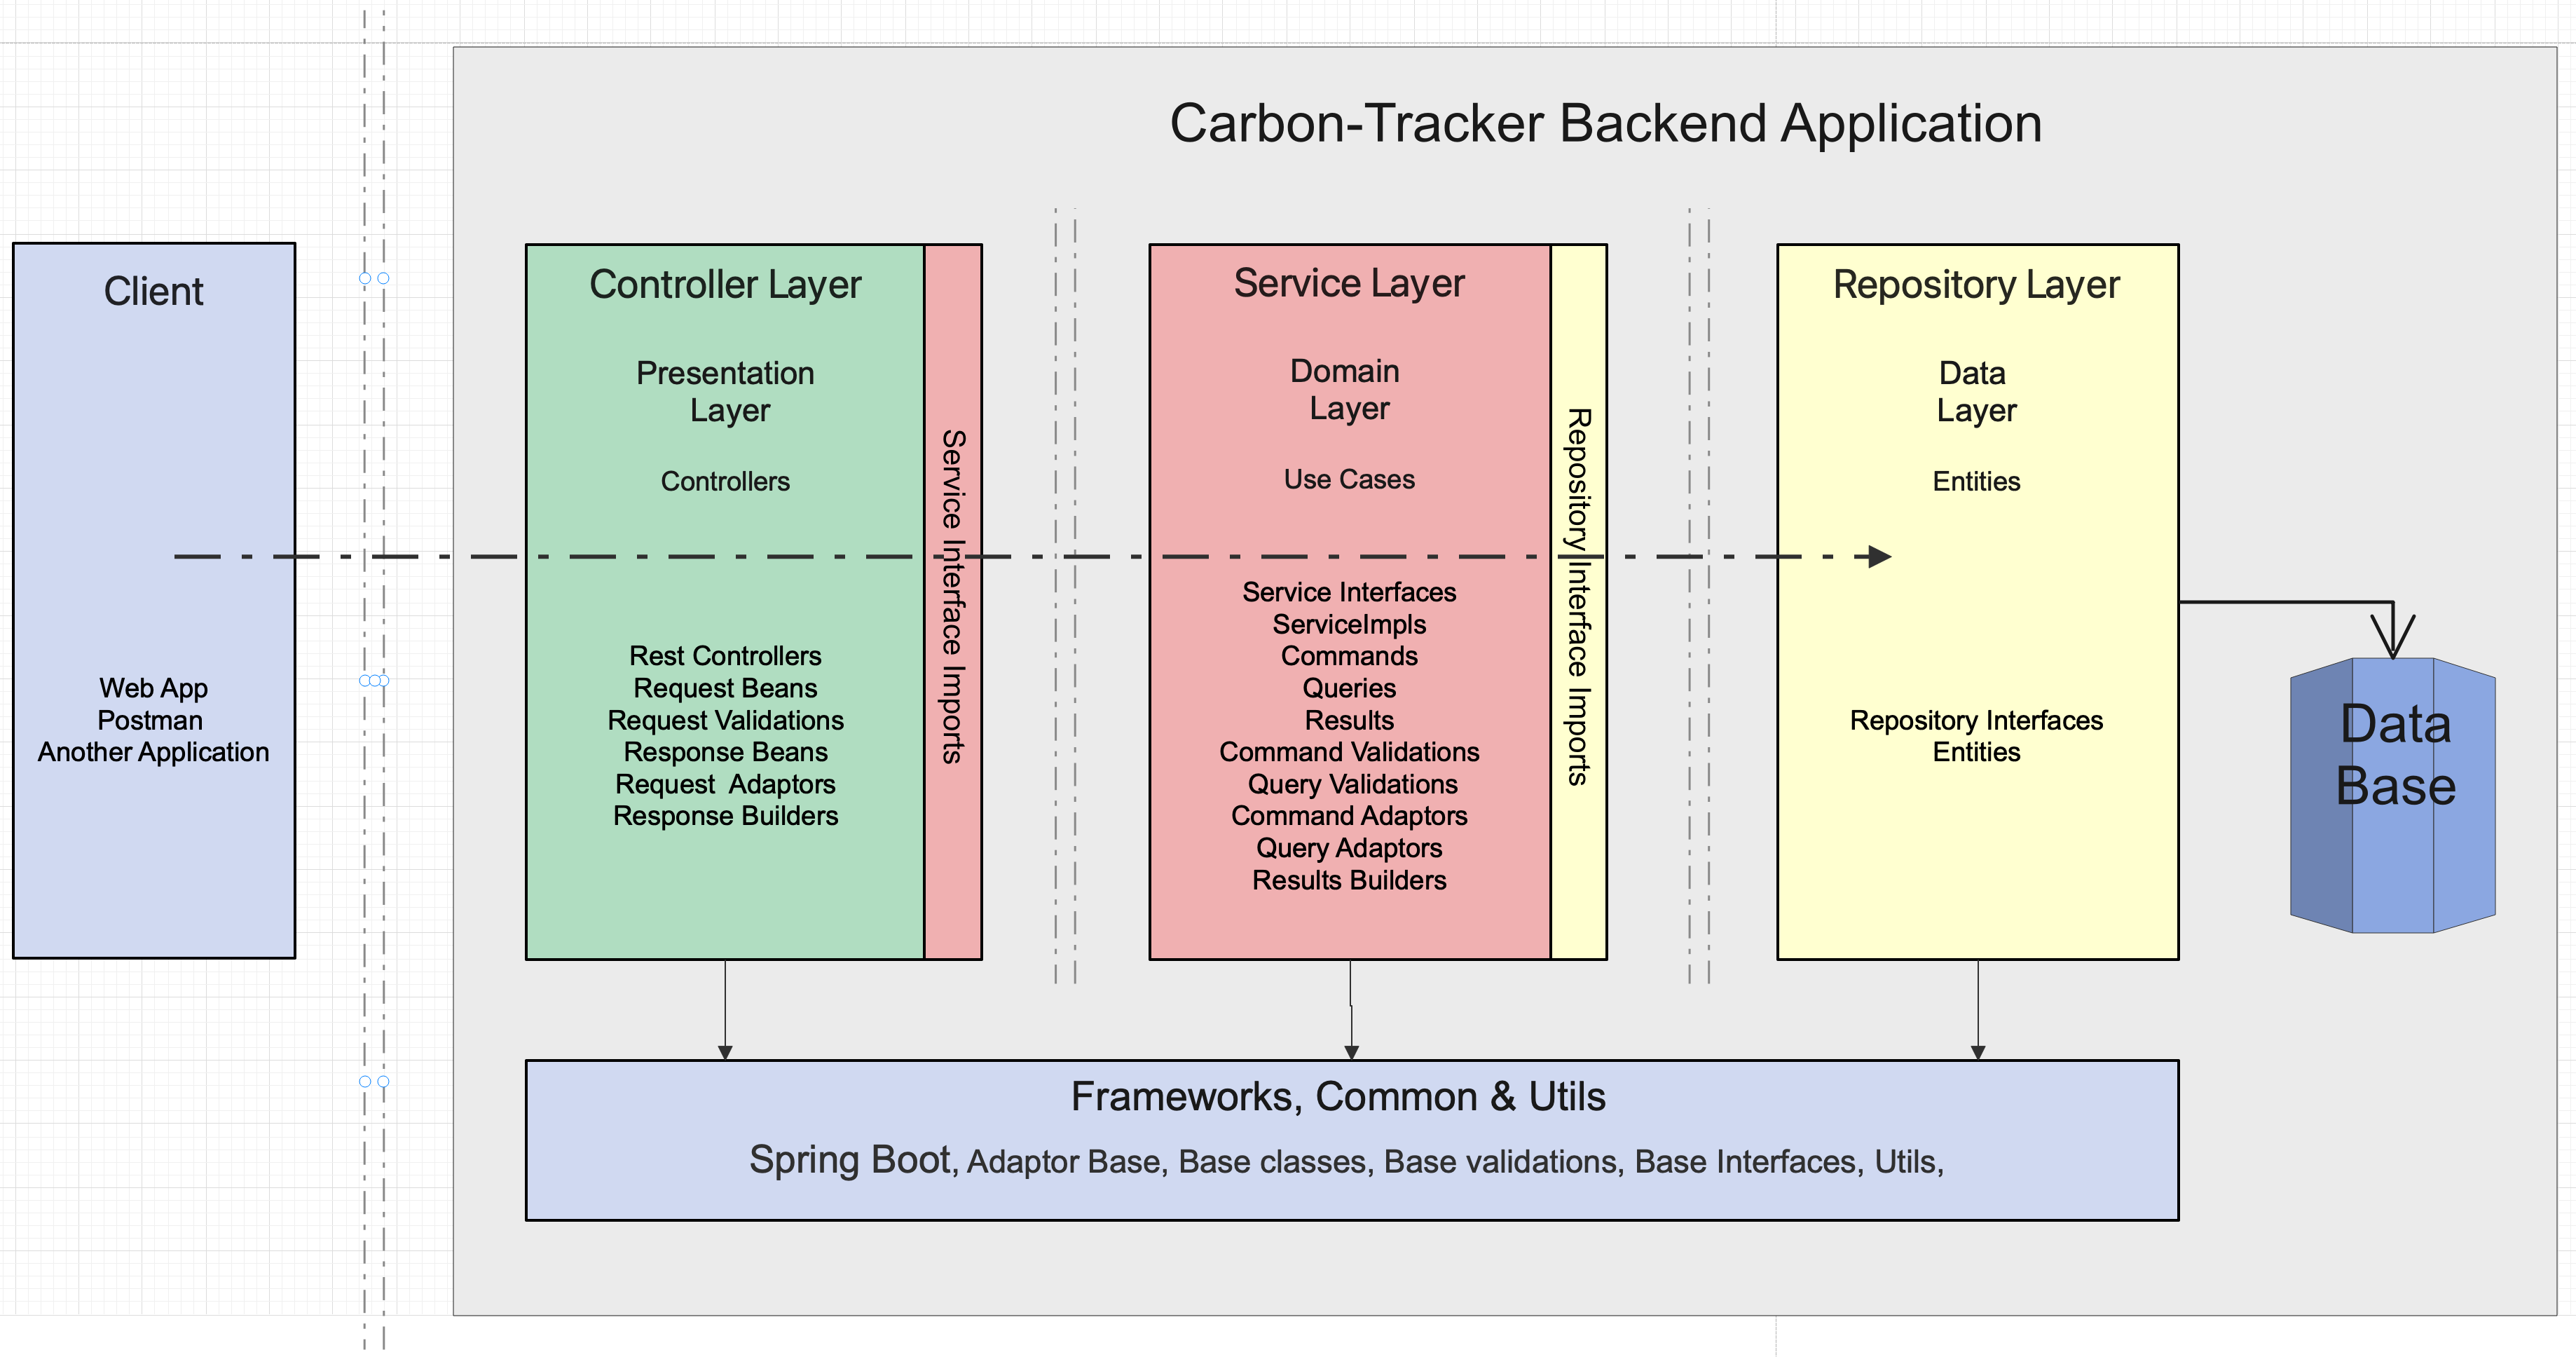 Carbon-Tracker Backend Application
Client
Web App
Postman
Another Application
Controller Layer
Presentation
Layer
Controllers
Rest Controllers
Request Beans
Request Validations
Response Beans
Request  Adaptors
Response Builders
Service Interface Imports
Service Layer
Domain
Layer
Use Cases
Service Interfaces
ServiceImpls
Commands
Queries
Results
Command Validations
Query Validations
Command Adaptors
Query Adaptors
Results Builders
Repository Interface Imports
Repository Layer
Data
Layer
Entities
Repository Interfaces
Entities
Data
Base
Frameworks, Common & Utils
Spring Boot, Adaptor Base, Base classes, Base validations, Base Interfaces, Utils,